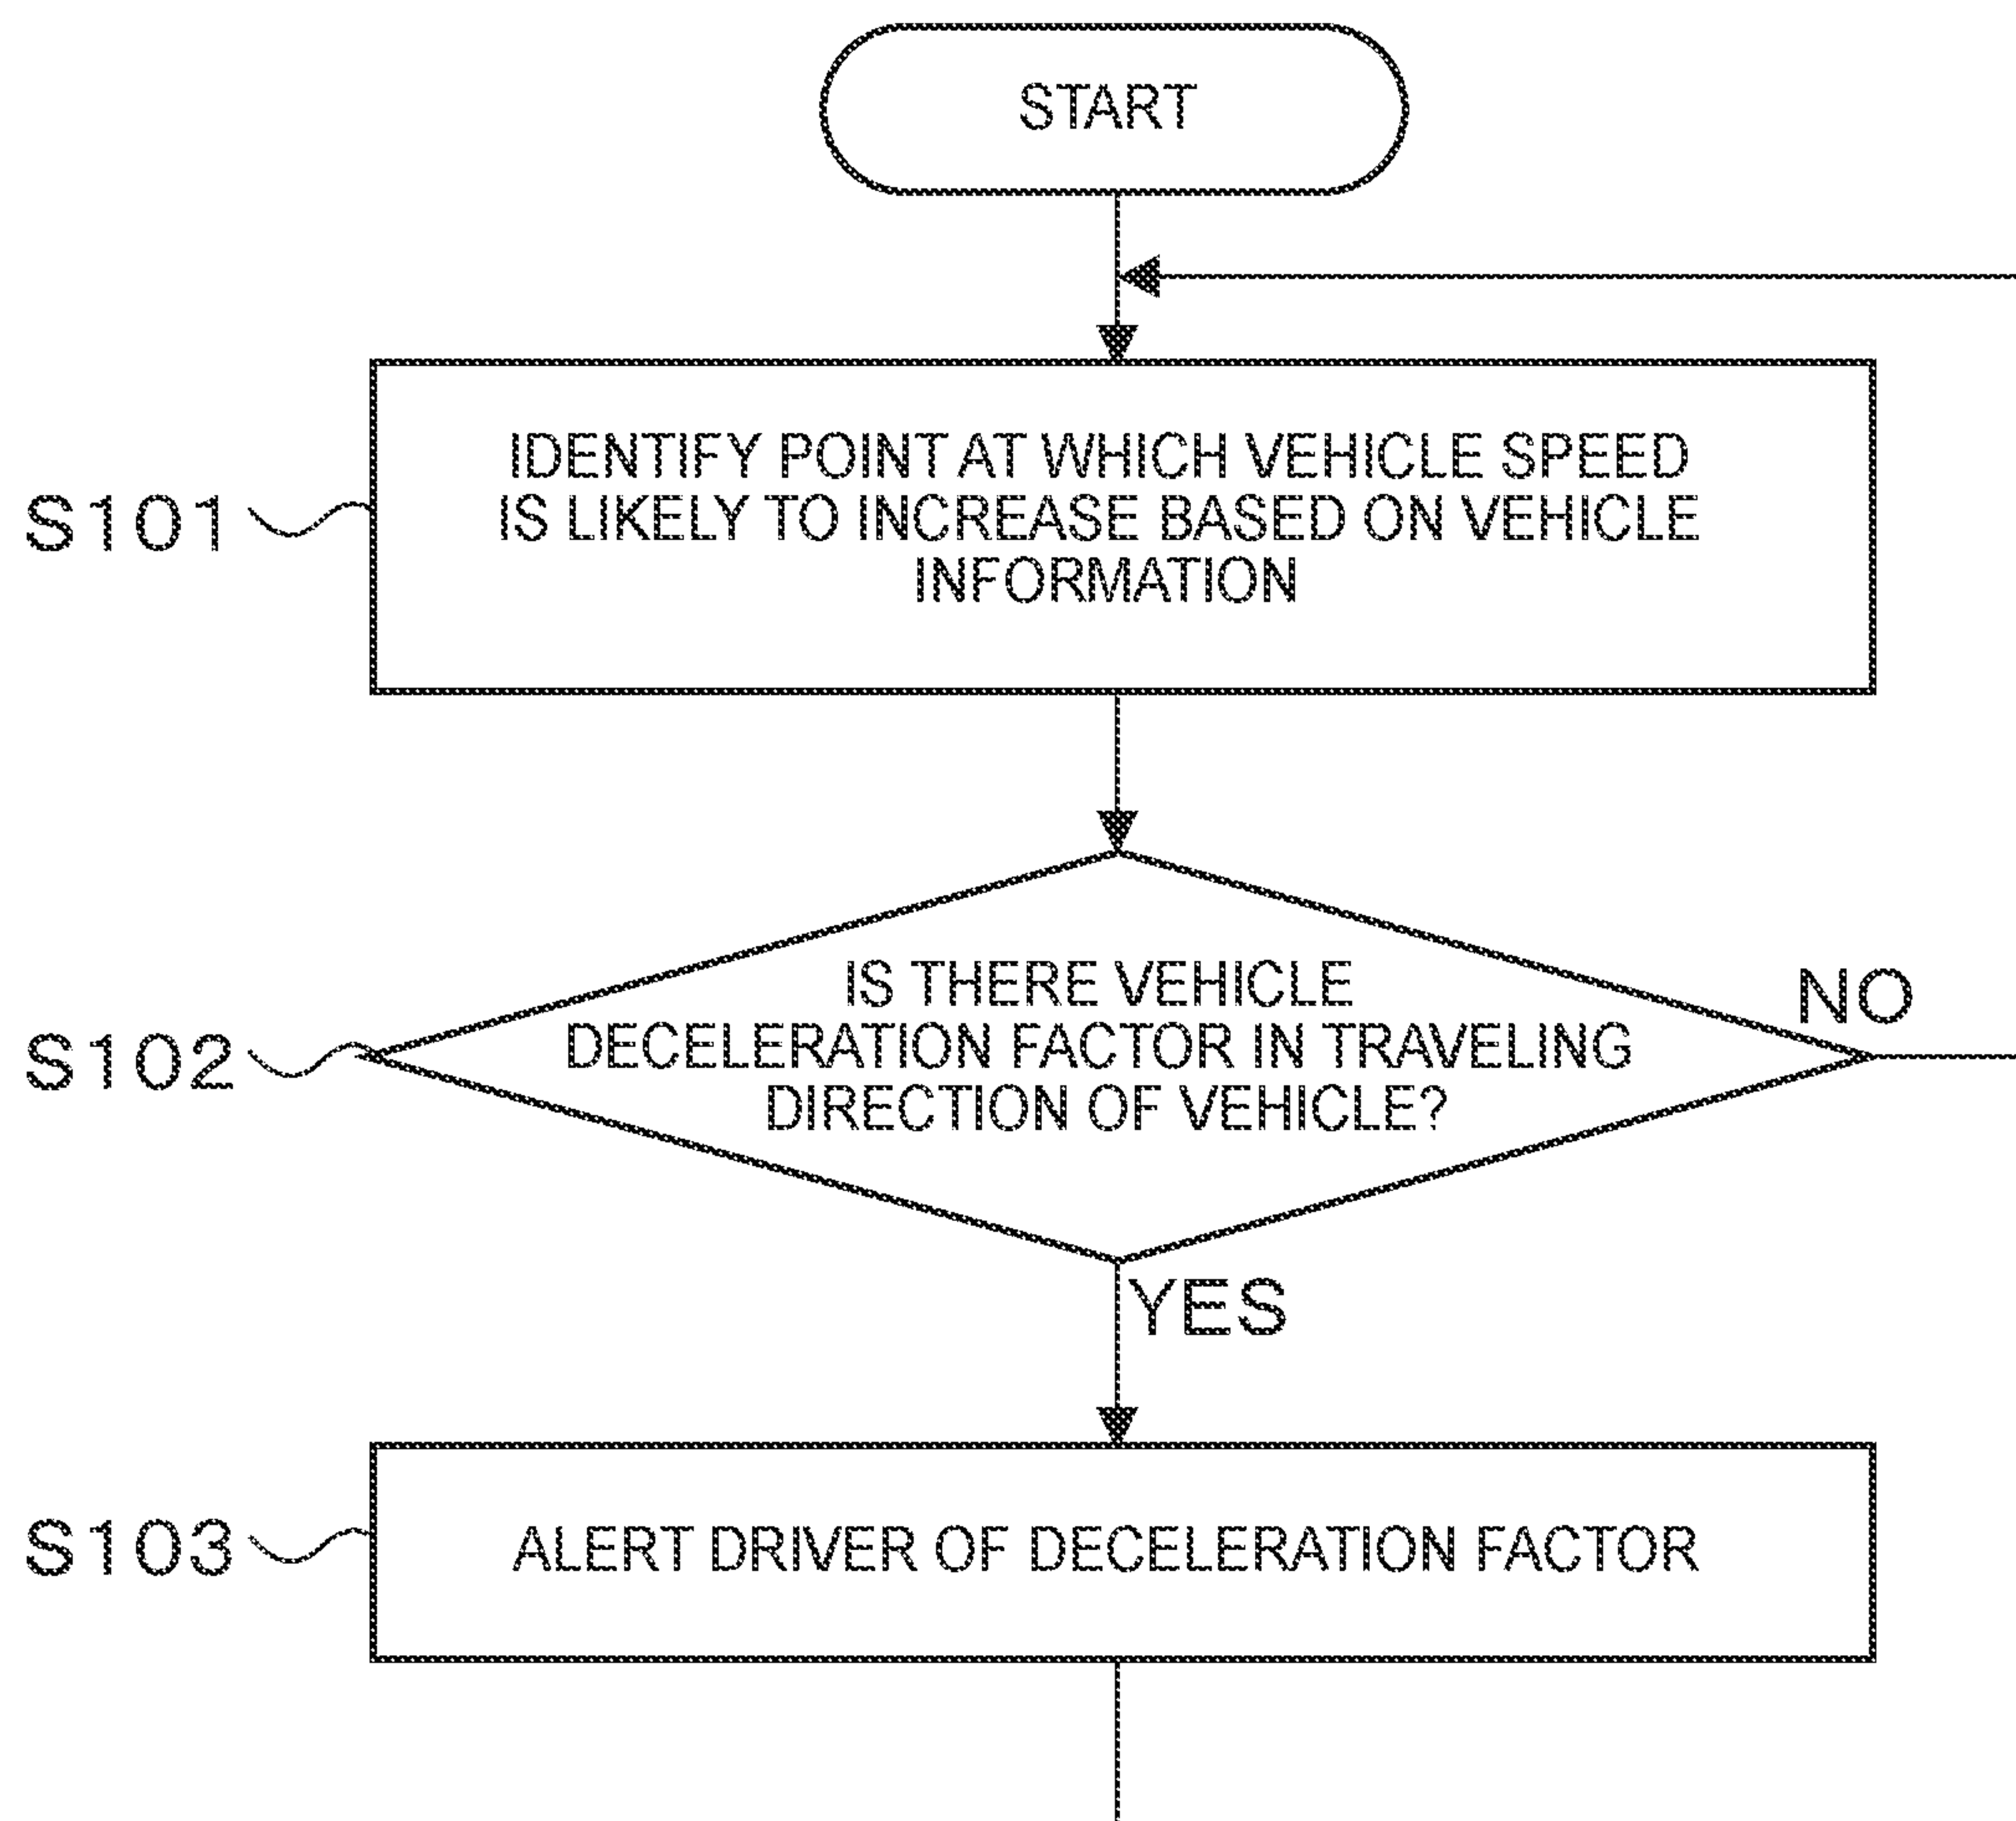 START
IDENTIFY POINT AT WHICH VEHICLE SPEED
IS LIKELY TO INCREASE BASED ON VEHICLE
INFORMATION
S101
IS THERE VEHICLE
DECELERATION FACTOR IN TRAVELING
DIRECTION OF VEHICLE?
S102
NO
YES
S103
ALERT DRIVER OF DECELERATION FACTOR